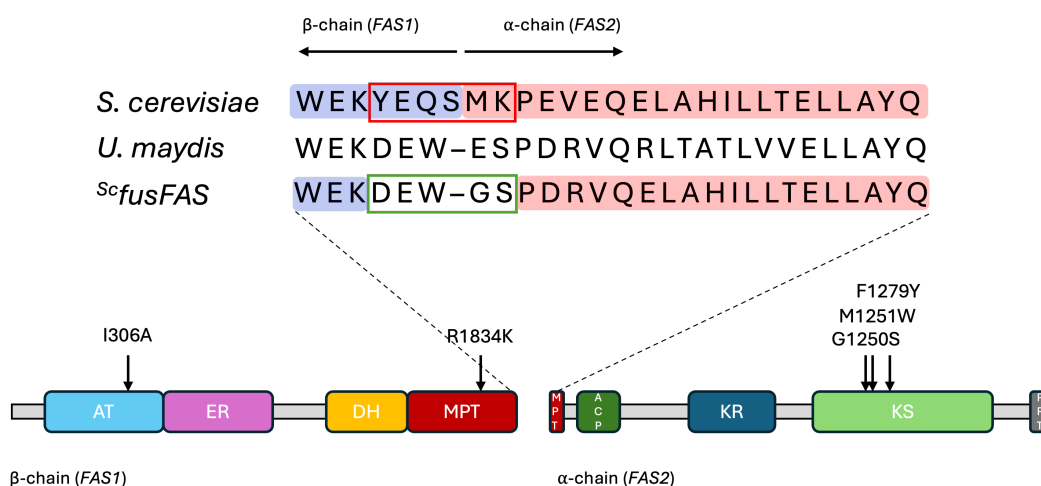 β-chain (FAS1) α-chain (FAS2)
S. cerevisiae WEKYEQSMKPEVEQELAHILLTELLAYQ
U. maydis WEKDEW–ESPDRVQRLTATLVVELLAYQ
ScfusFAS WEKDEW–GSPDRVQELAHILLTELLAYQ
F1279Y
M1251W
I306A R1834K G1250S
AT ER DH MPT MPT ACP KR KS
β-chain (FAS1) α-chain (FAS2)